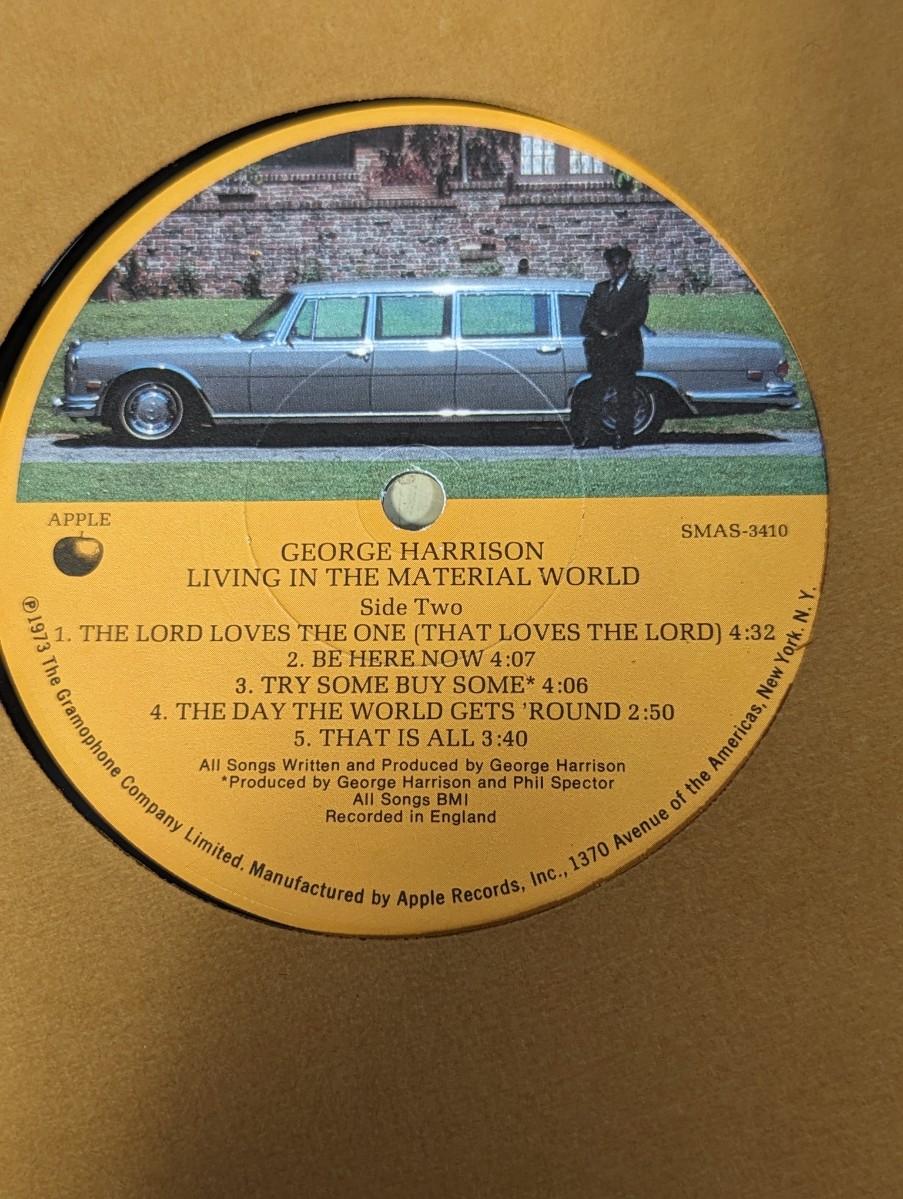 APPLE
SMAS-3410
GEORGE HARRISON
LIVING IN THE MATERIAL WORLD
Side Two
1. THE LORD LOVES THE ONE (THAT LOVES THE LORD) 4:32
2. BE HERE NOW 4:07
3. TRY SOME BUY SOME* 4:06
4. THE DAY THE WORLD GETS 'ROUND 2:50
5. THAT IS ALL 3:40
All Songs Written and Produced by George Harrison
*Produced by George Harrison and Phil Spector
All Songs BMI
Recorded in England
℗1973 The Gramophone Company Limited. Manufactured by Apple Records, Inc., 1370 Avenue of the Americas, New York. N. Y.